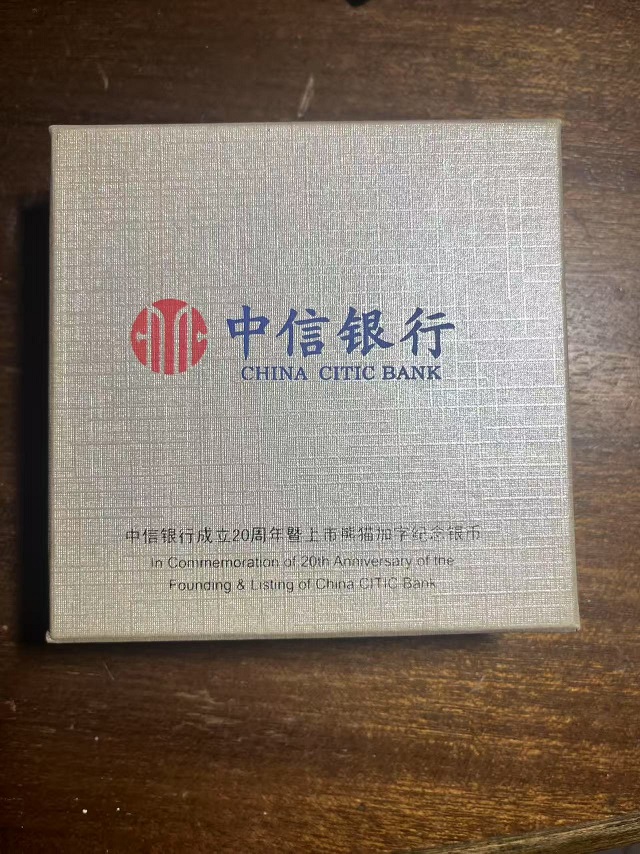 CITIC
中信银行
CHINA CITIC BANK
中信银行成立20周年暨上市熊猫加字纪念银币
In Commemoration of 20th Anniversary of the
Founding & Listing of China CITIC Bank